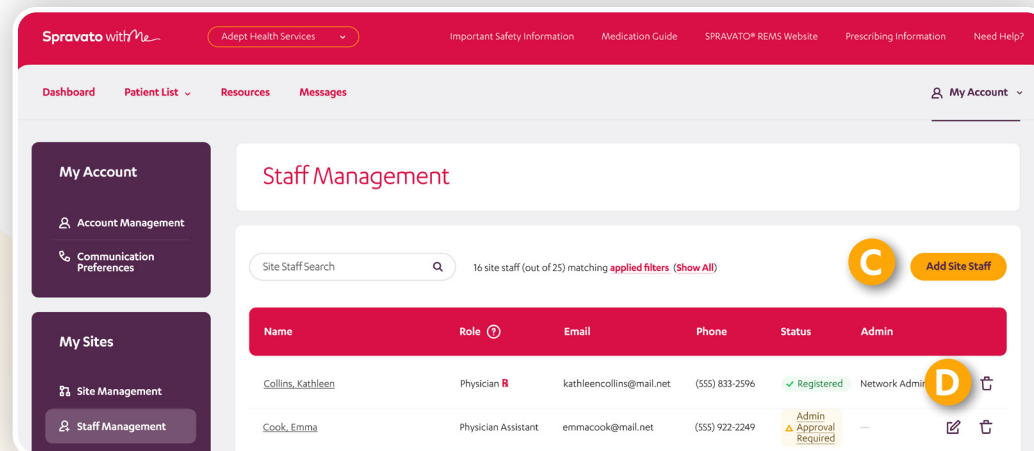 Spravato withMe
Adept Health Services
Important Safety Information
Medication Guide
SPRAVATO® REMS Website
Prescribing Information
Need Help?
Dashboard
Patient List
Resources
Messages
My Account
My Account
Account Management
Communication
Preferences
My Sites
Site Management
Staff Management
Staff Management
Site Staff Search
16 site staff (out of 25) matching applied filters (Show All)
C
Add Site Staff
Name
Role ?
Email
Phone
Status
Admin
Collins, Kathleen
Physician R
kathleencollins@mail.net
(555) 833-2596
Registered
Network Admin
D
Cook, Emma
Physician Assistant
emmacook@mail.net
(555) 922-2249
Admin
Approval
Required
—